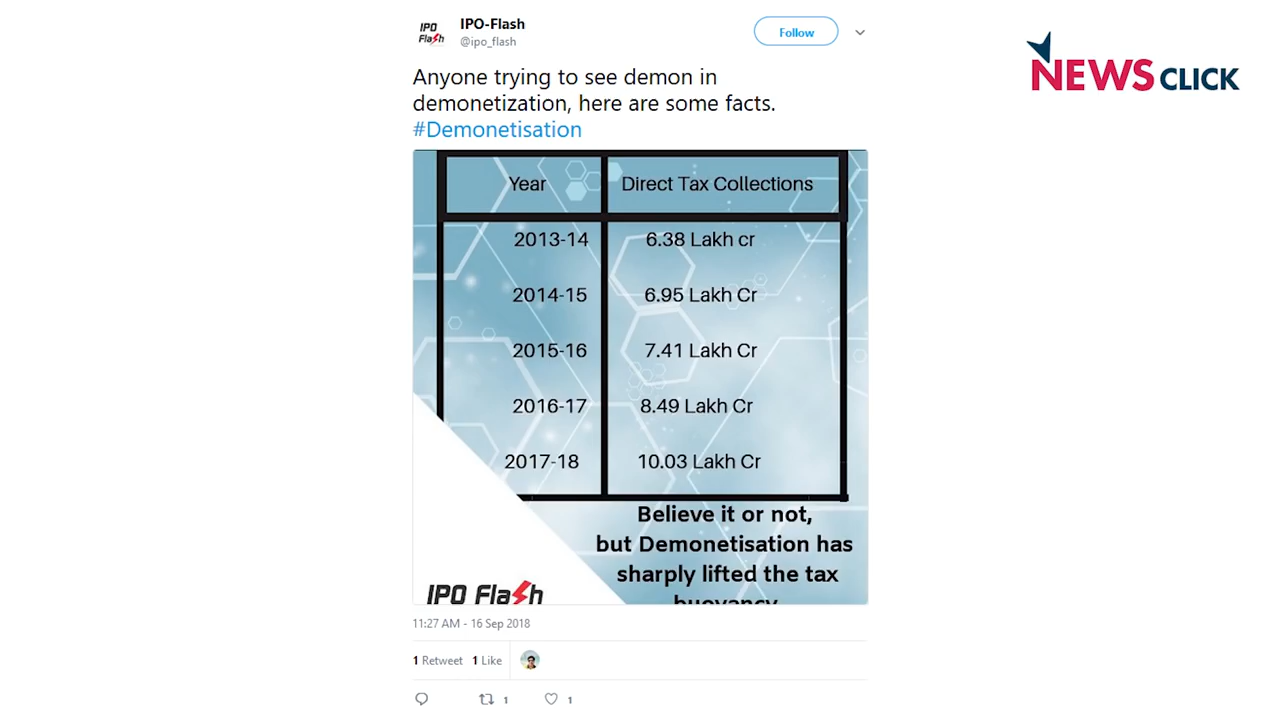 IPO
Flash
IPO-Flash
@ipo_flash
Follow
NEWSCLICK
Anyone trying to see demon in
demonetization, here are some facts.
#Demonetisation
Year Direct Tax Collections
2013-14 6.38 Lakh cr
2014-15 6.95 Lakh Cr
2015-16 7.41 Lakh Cr
2016-17 8.49 Lakh Cr
2017-18 10.03 Lakh Cr
Believe it or not,
but Demonetisation has
sharply lifted the tax
buoyancy
IPO Flash
11:27 AM - 16 Sep 2018
1 Retweet 1 Like
1 1